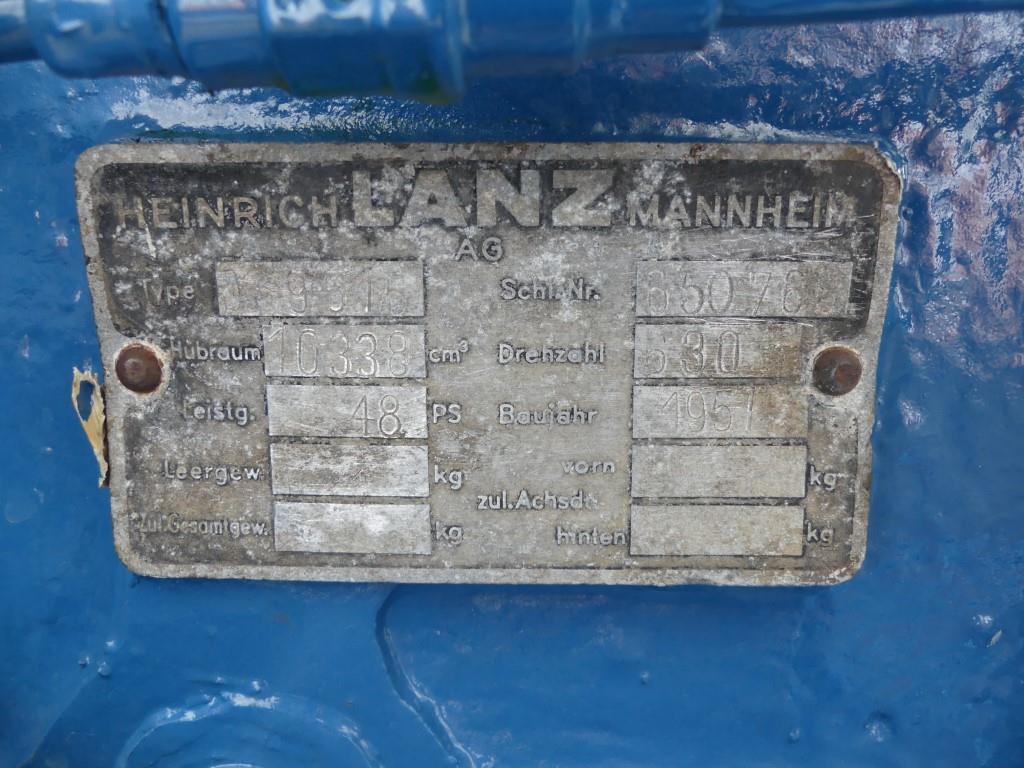 HEINRICH LANZ MANNHEIM
AG
Type Schl.Nr.
Hubraum 10338 cm³ Drehzahl 630
Leistg. 48 PS Baujahr 1957
Leergew. kg vorn kg
zul.Achsdr.
zul.Gesamtgew. kg hinten kg